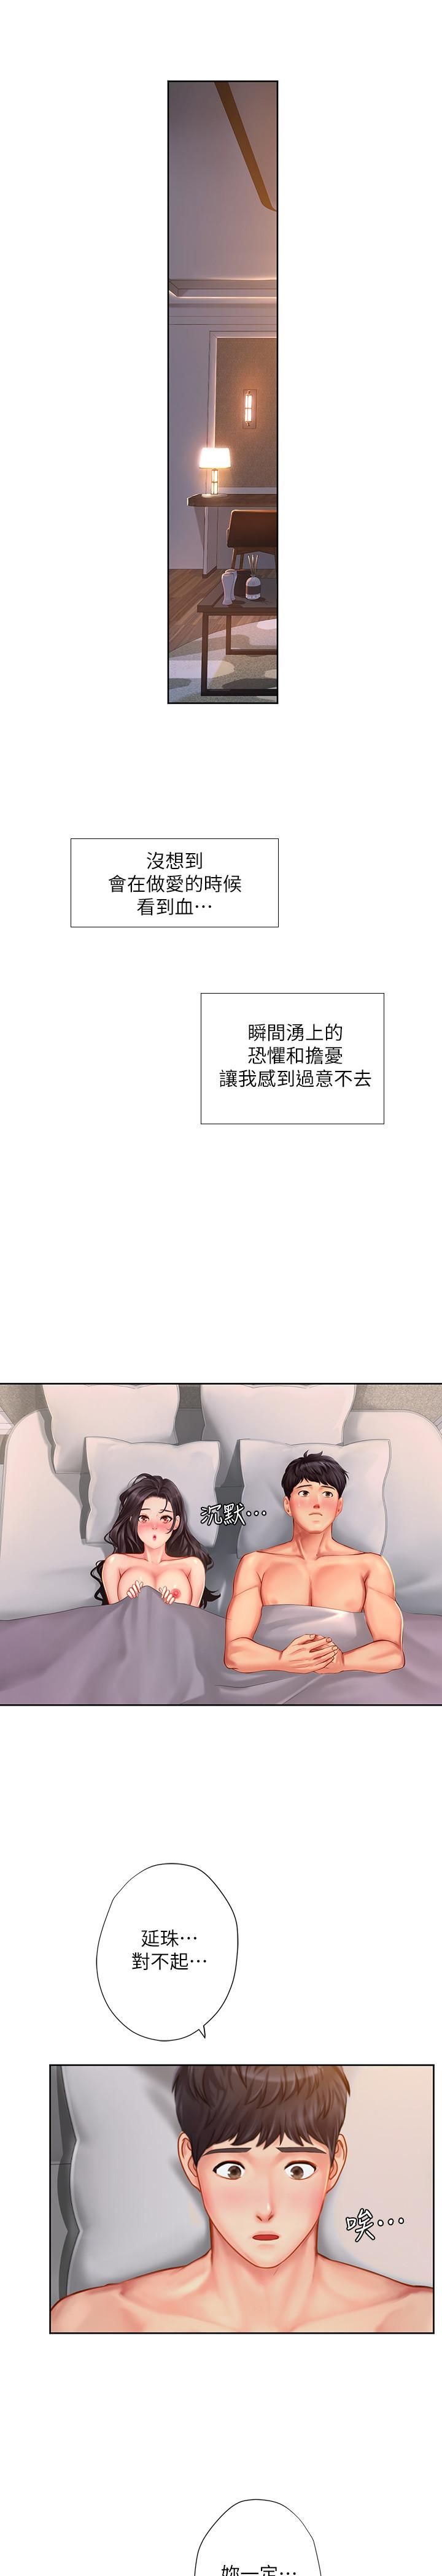 沒想到
會在做愛的時候
看到血⋯
瞬間湧上的
恐懼和擔憂
讓我感到過意不去
沉默⋯
延珠⋯
對不起⋯
唉⋯
妳一定⋯